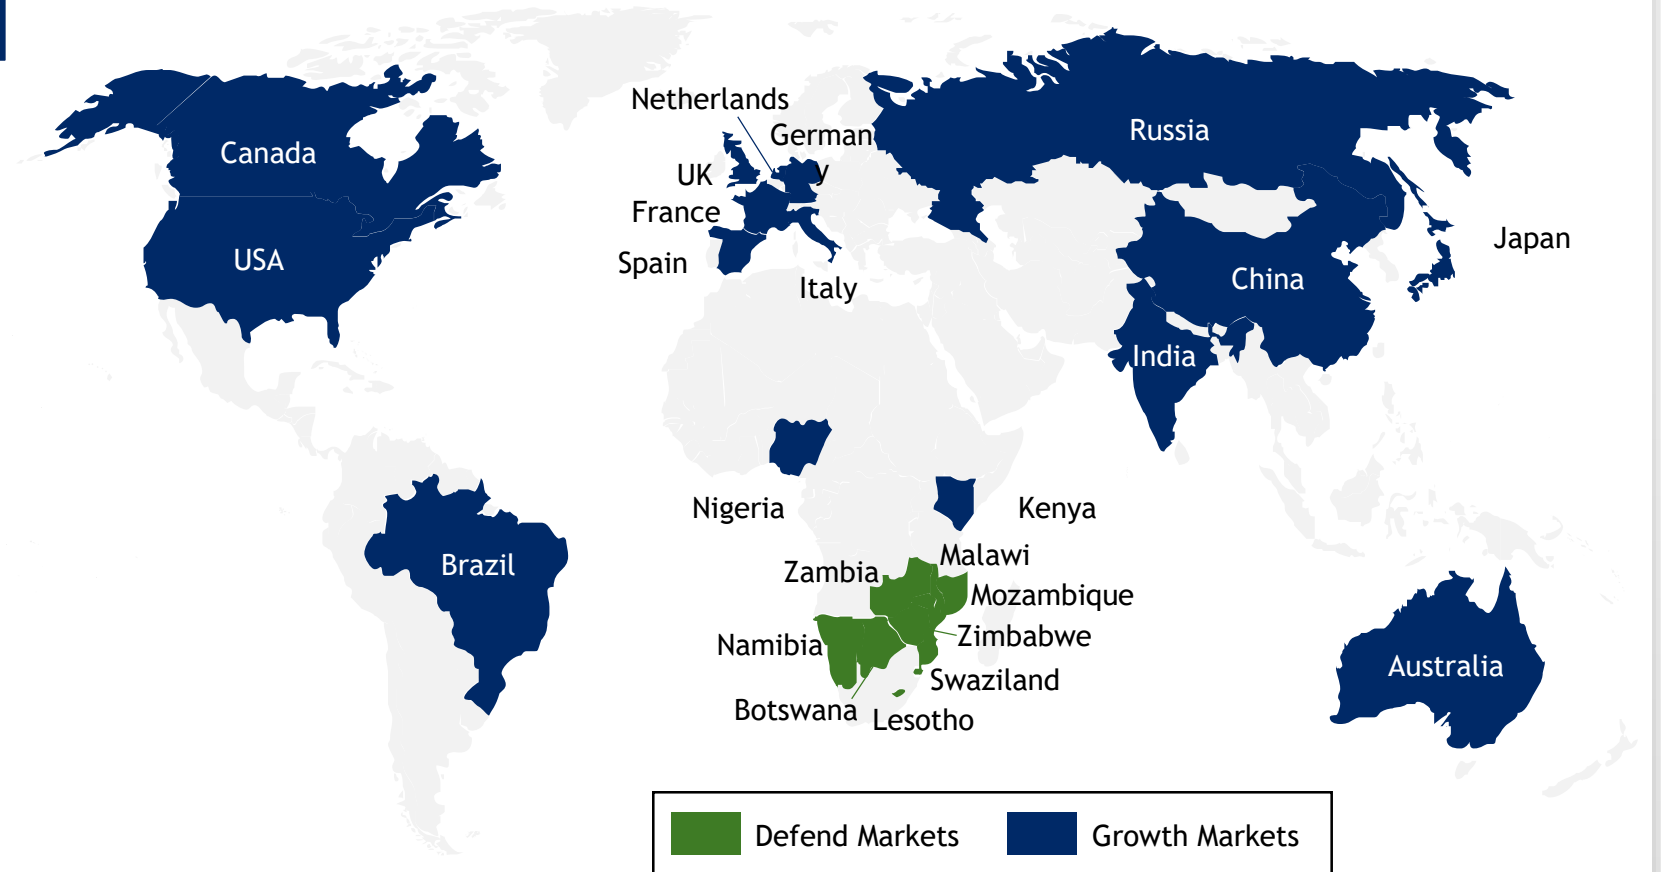 Netherlands
German
y
Russia
Canada
UK
France
Japan
USA
Spain
China
Italy
India
Nigeria
Kenya
Malawi
Brazil
Zambia
Mozambique
Zimbabwe
Namibia
Australia
Swaziland
Botswana
Lesotho
Defend Markets
Growth Markets